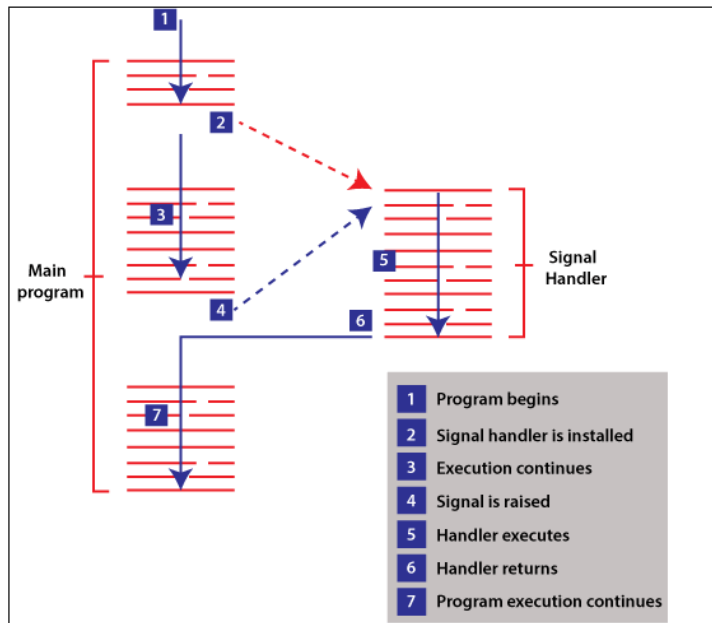 1
2
3
Main
program
4
5
6
Signal
Handler
7
1 Program begins
2 Signal handler is installed
3 Execution continues
4 Signal is raised
5 Handler executes
6 Handler returns
7 Program execution continues